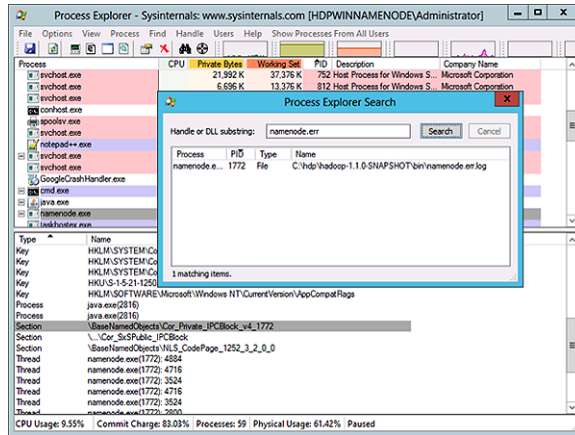 Process Explorer - Sysinternals: www.sysinternals.com [HDPWINNAMENODE\Administrator]
File Options View Process Find Handle Users Help Show Processes From All Users
Process CPU Private Bytes Working Set PID Description Company Name
svchost.exe 21,992 K 37,376 K 752 Host Process for Windows S... Microsoft Corporation
svchost.exe 6,696 K 13,376 K 812 Host Process for Windows S... Microsoft Corporation
svchost.exe
conhost.exe
spoolsv.exe
svchost.exe
notepad++.exe
svchost.exe
svchost.exe
GoogleCrashHandler.exe
cmd.exe
java.exe
namenode.exe
taskhostex.exe
Process Explorer Search
Handle or DLL substring: namenode.err Search Cancel
Process PID Type Name
namenode.e... 1772 File C:\hdp\hadoop-1.1.0-SNAPSHOT\bin\namenode.err.log
1 matching items.
Type Name
Key HKLM\SYSTEM\Co
Key HKLM\SYSTEM\Co
Key HKLM\SYSTEM\Co
Key HKU\S-1-5-21-1250
Key HKLM\SOFTWARE\Microsoft\Windows NT\CurrentVersion\AppCompatFlags
Process java.exe(2816)
Process java.exe(2816)
Section \BaseNamedObjects\Cor_Private_IPCBlock_v4_1772
Section \...\Cor_SxSPublic_IPCBlock
Section \BaseNamedObjects\NLS_CodePage_1252_3_2_0_0
Thread namenode.exe(1772): 4884
Thread namenode.exe(1772): 4716
Thread namenode.exe(1772): 3524
Thread namenode.exe(1772): 4716
Thread namenode.exe(1772): 3524
Thread namenode.exe(1772): 2800
CPU Usage: 9.55% Commit Charge: 83.03% Processes: 59 Physical Usage: 61.42% Paused